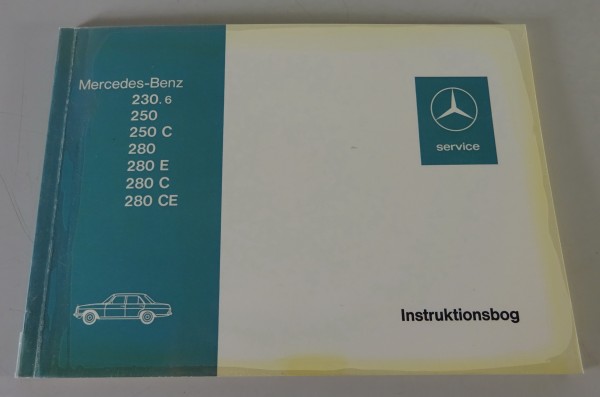 Mercedes-Benz
230.6
250
250 C
280
280 E
280 C
280 CE
service
Instruktionsbog